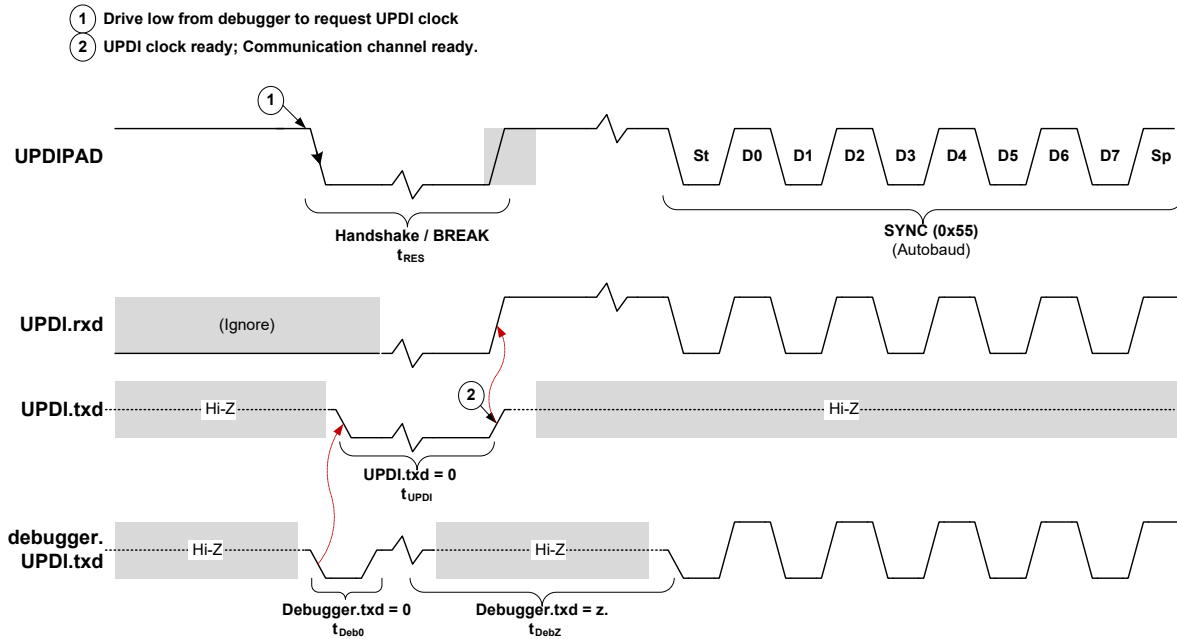 1 Drive low from debugger to request UPDI clock
2 UPDI clock ready; Communication channel ready.
1
UPDIPAD
St D0 D1 D2 D3 D4 D5 D6 D7 Sp
Handshake / BREAK
tRES
SYNC (0x55)
(Autobaud)
UPDI.rxd
(Ignore)
2
UPDI.txd
Hi-Z
Hi-Z
UPDI.txd = 0
tUPDI
debugger.
UPDI.txd
Hi-Z
Hi-Z
Debugger.txd = 0
tDeb0
Debugger.txd = z.
tDebZ